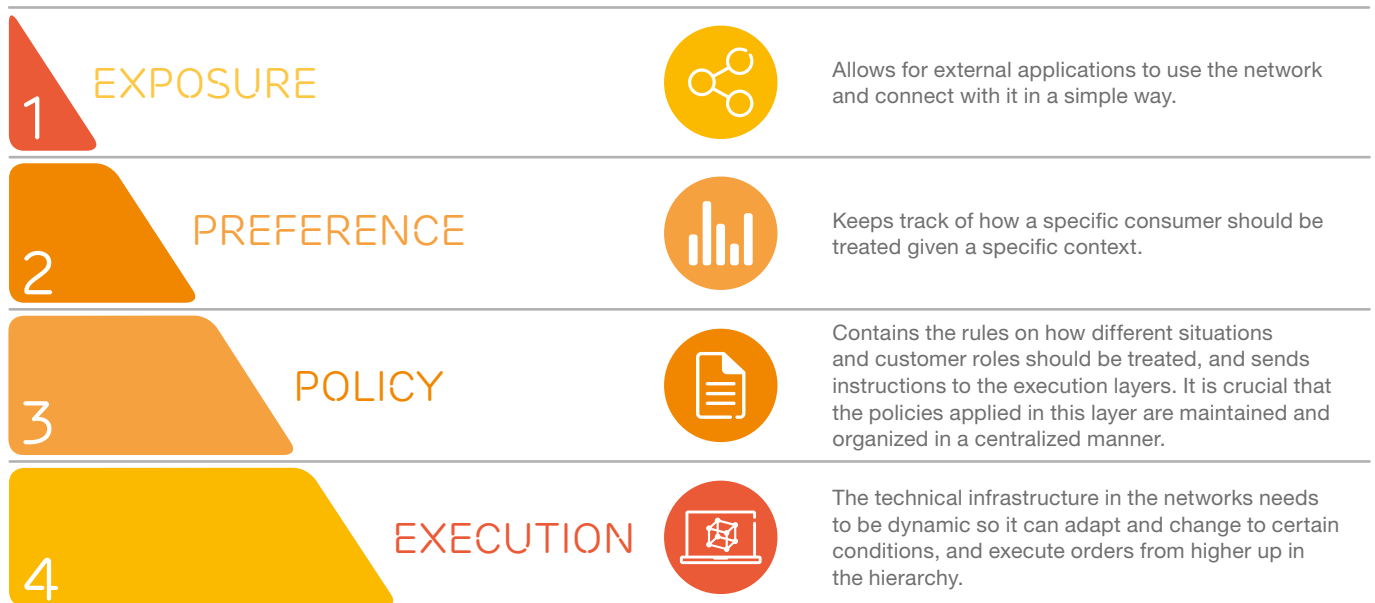 1
EXPOSURE
Allows for external applications to use the network
and connect with it in a simple way.
2
PREFERENCE
Keeps track of how a specific consumer should be
treated given a specific context.
3
POLICY
Contains the rules on how different situations
and customer roles should be treated, and sends
instructions to the execution layers. It is crucial that
the policies applied in this layer are maintained and
organized in a centralized manner.
4
EXECUTION
The technical infrastructure in the networks needs
to be dynamic so it can adapt and change to certain
conditions, and execute orders from higher up in
the hierarchy.